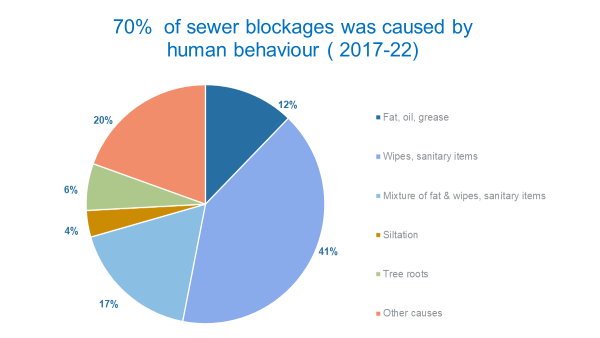 70%  of sewer blockages was caused by
human behaviour ( 2017-22)
12%
20%
6%
4%
17%
41%
Fat, oil, grease
Wipes, sanitary items
Mixture of fat & wipes, sanitary items
Siltation
Tree roots
Other causes